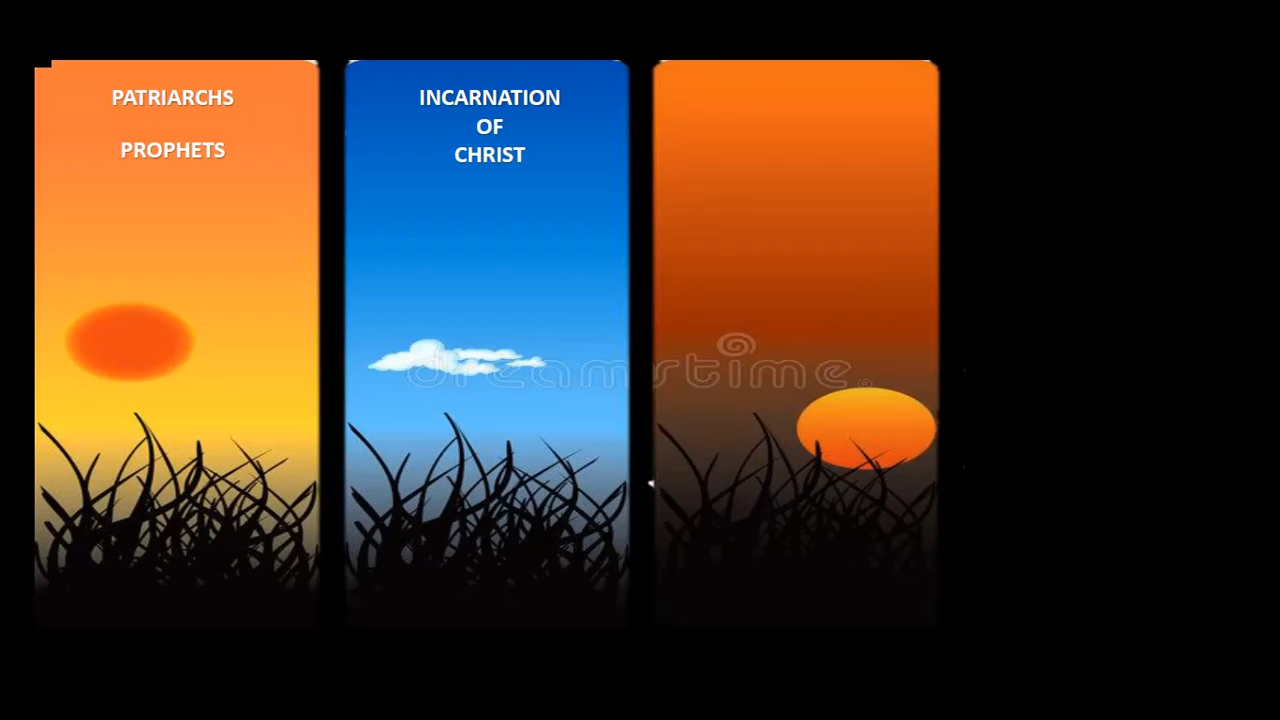 PATRIARCHS
PROPHETS
INCARNATION
OF
CHRIST
dreamstime.